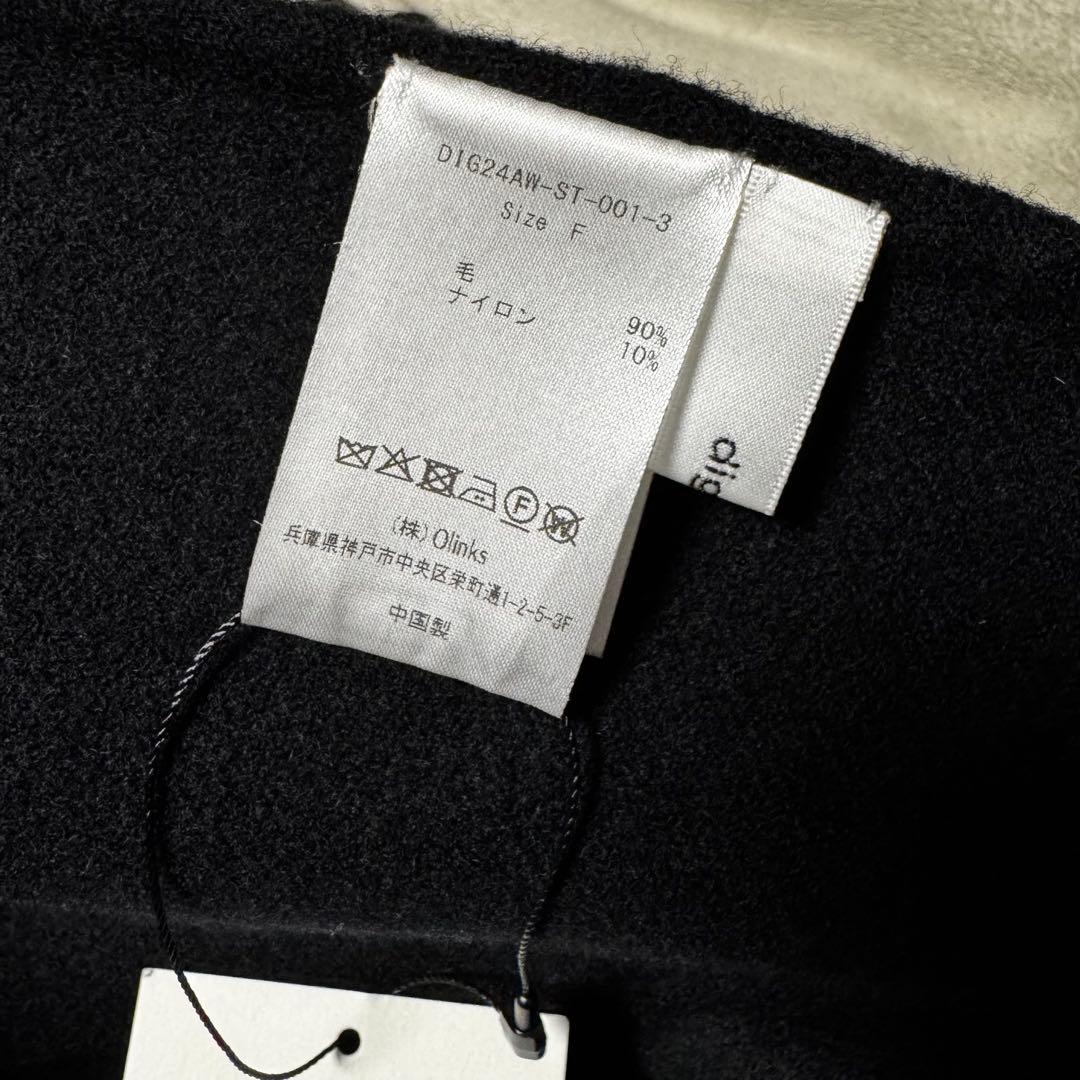 DIG24AW-ST-001-3
Size F
毛 90%
ナイロン 10%
F
W
(株)Olinks
兵庫県神戸市中央区栄町通1-2-5-3F
中国製